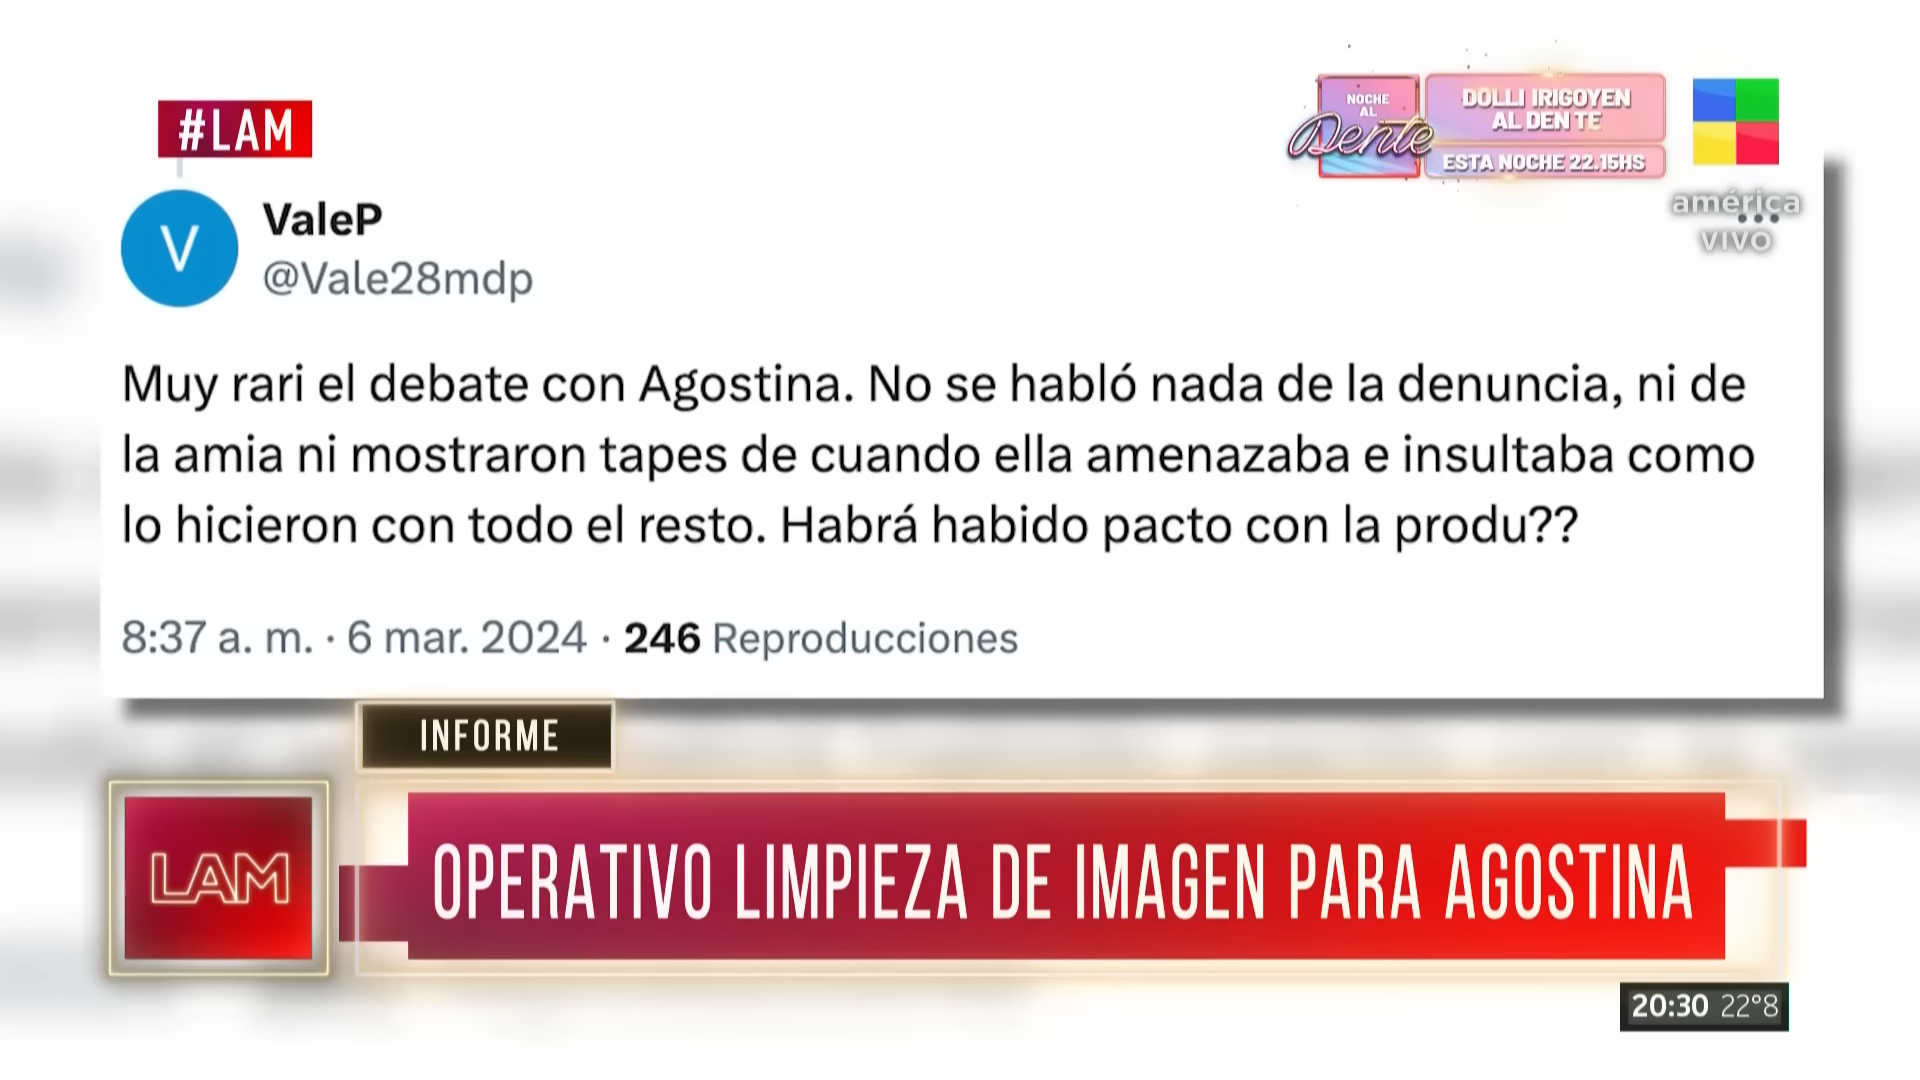 #LAM
NOCHE
AL
Dente
DOLLI IRIGOYEN
AL DENTE
ESTA NOCHE 22.15HS
américa
VIVO
V
ValeP
@Vale28mdp
Muy rari el debate con Agostina. No se habló nada de la denuncia, ni de
la amia ni mostraron tapes de cuando ella amenazaba e insultaba como
lo hicieron con todo el resto. Habrá habido pacto con la produ??
8:37 a. m. · 6 mar. 2024 · 246 Reproducciones
INFORME
LAM
OPERATIVO LIMPIEZA DE IMAGEN PARA AGOSTINA
20:30 22°8